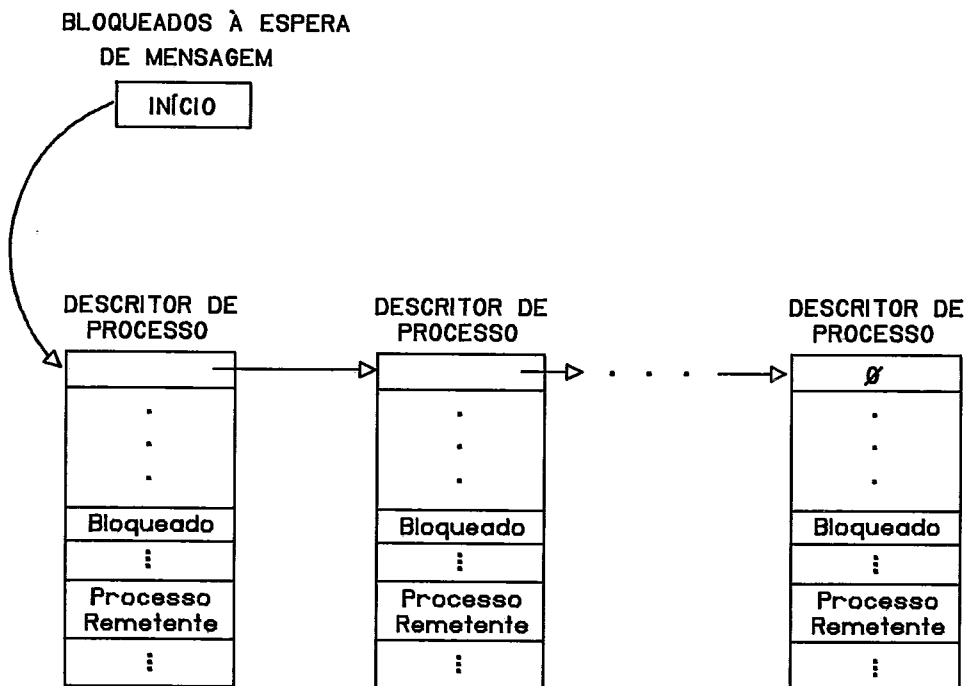 BLOQUEADOS À ESPERA
DE MENSAGEM
INÍCIO
DESCRITOR DE
PROCESSO
Bloqueado
Processo
Remetente
DESCRITOR DE
PROCESSO
Bloqueado
Processo
Remetente
DESCRITOR DE
PROCESSO
Ø
Bloqueado
Processo
Remetente